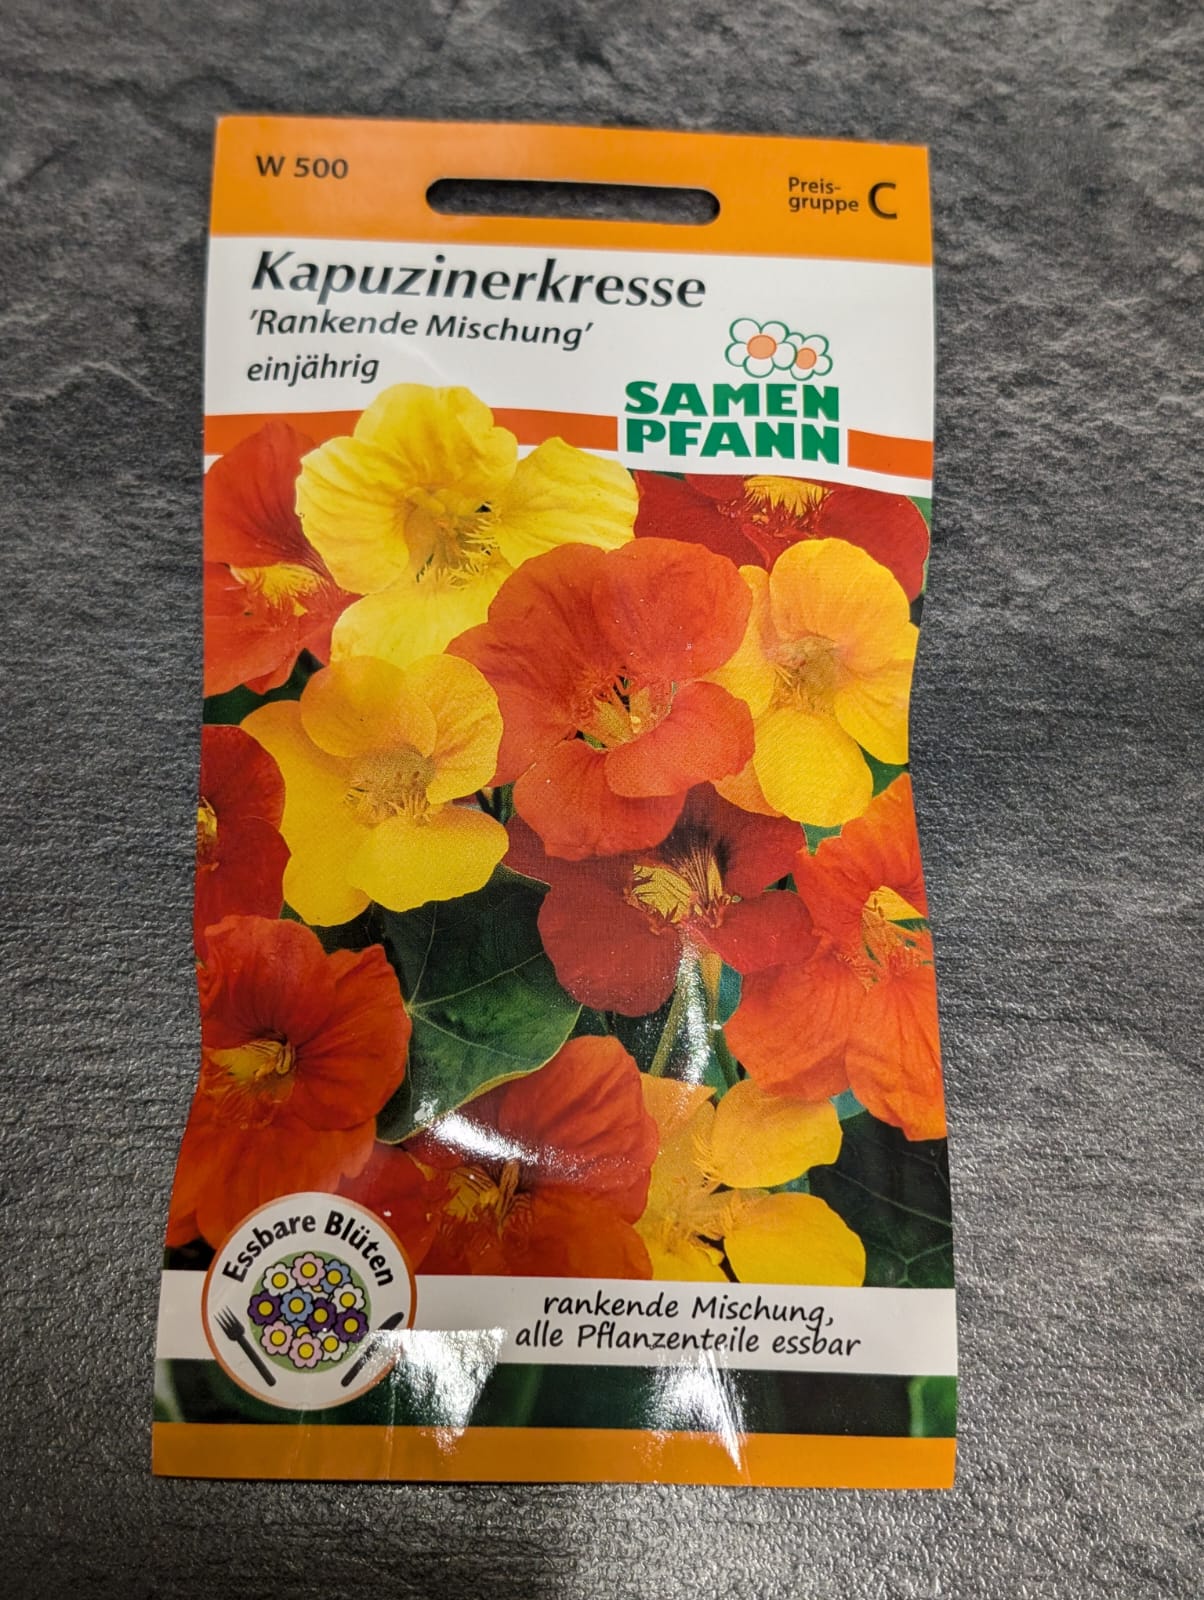 W 500
Preis-
gruppe C
Kapuzinerkresse
'Rankende Mischung'
einjährig
SAMEN
PFANN
Essbare Blüten
rankende Mischung,
alle Pflanzenteile essbar